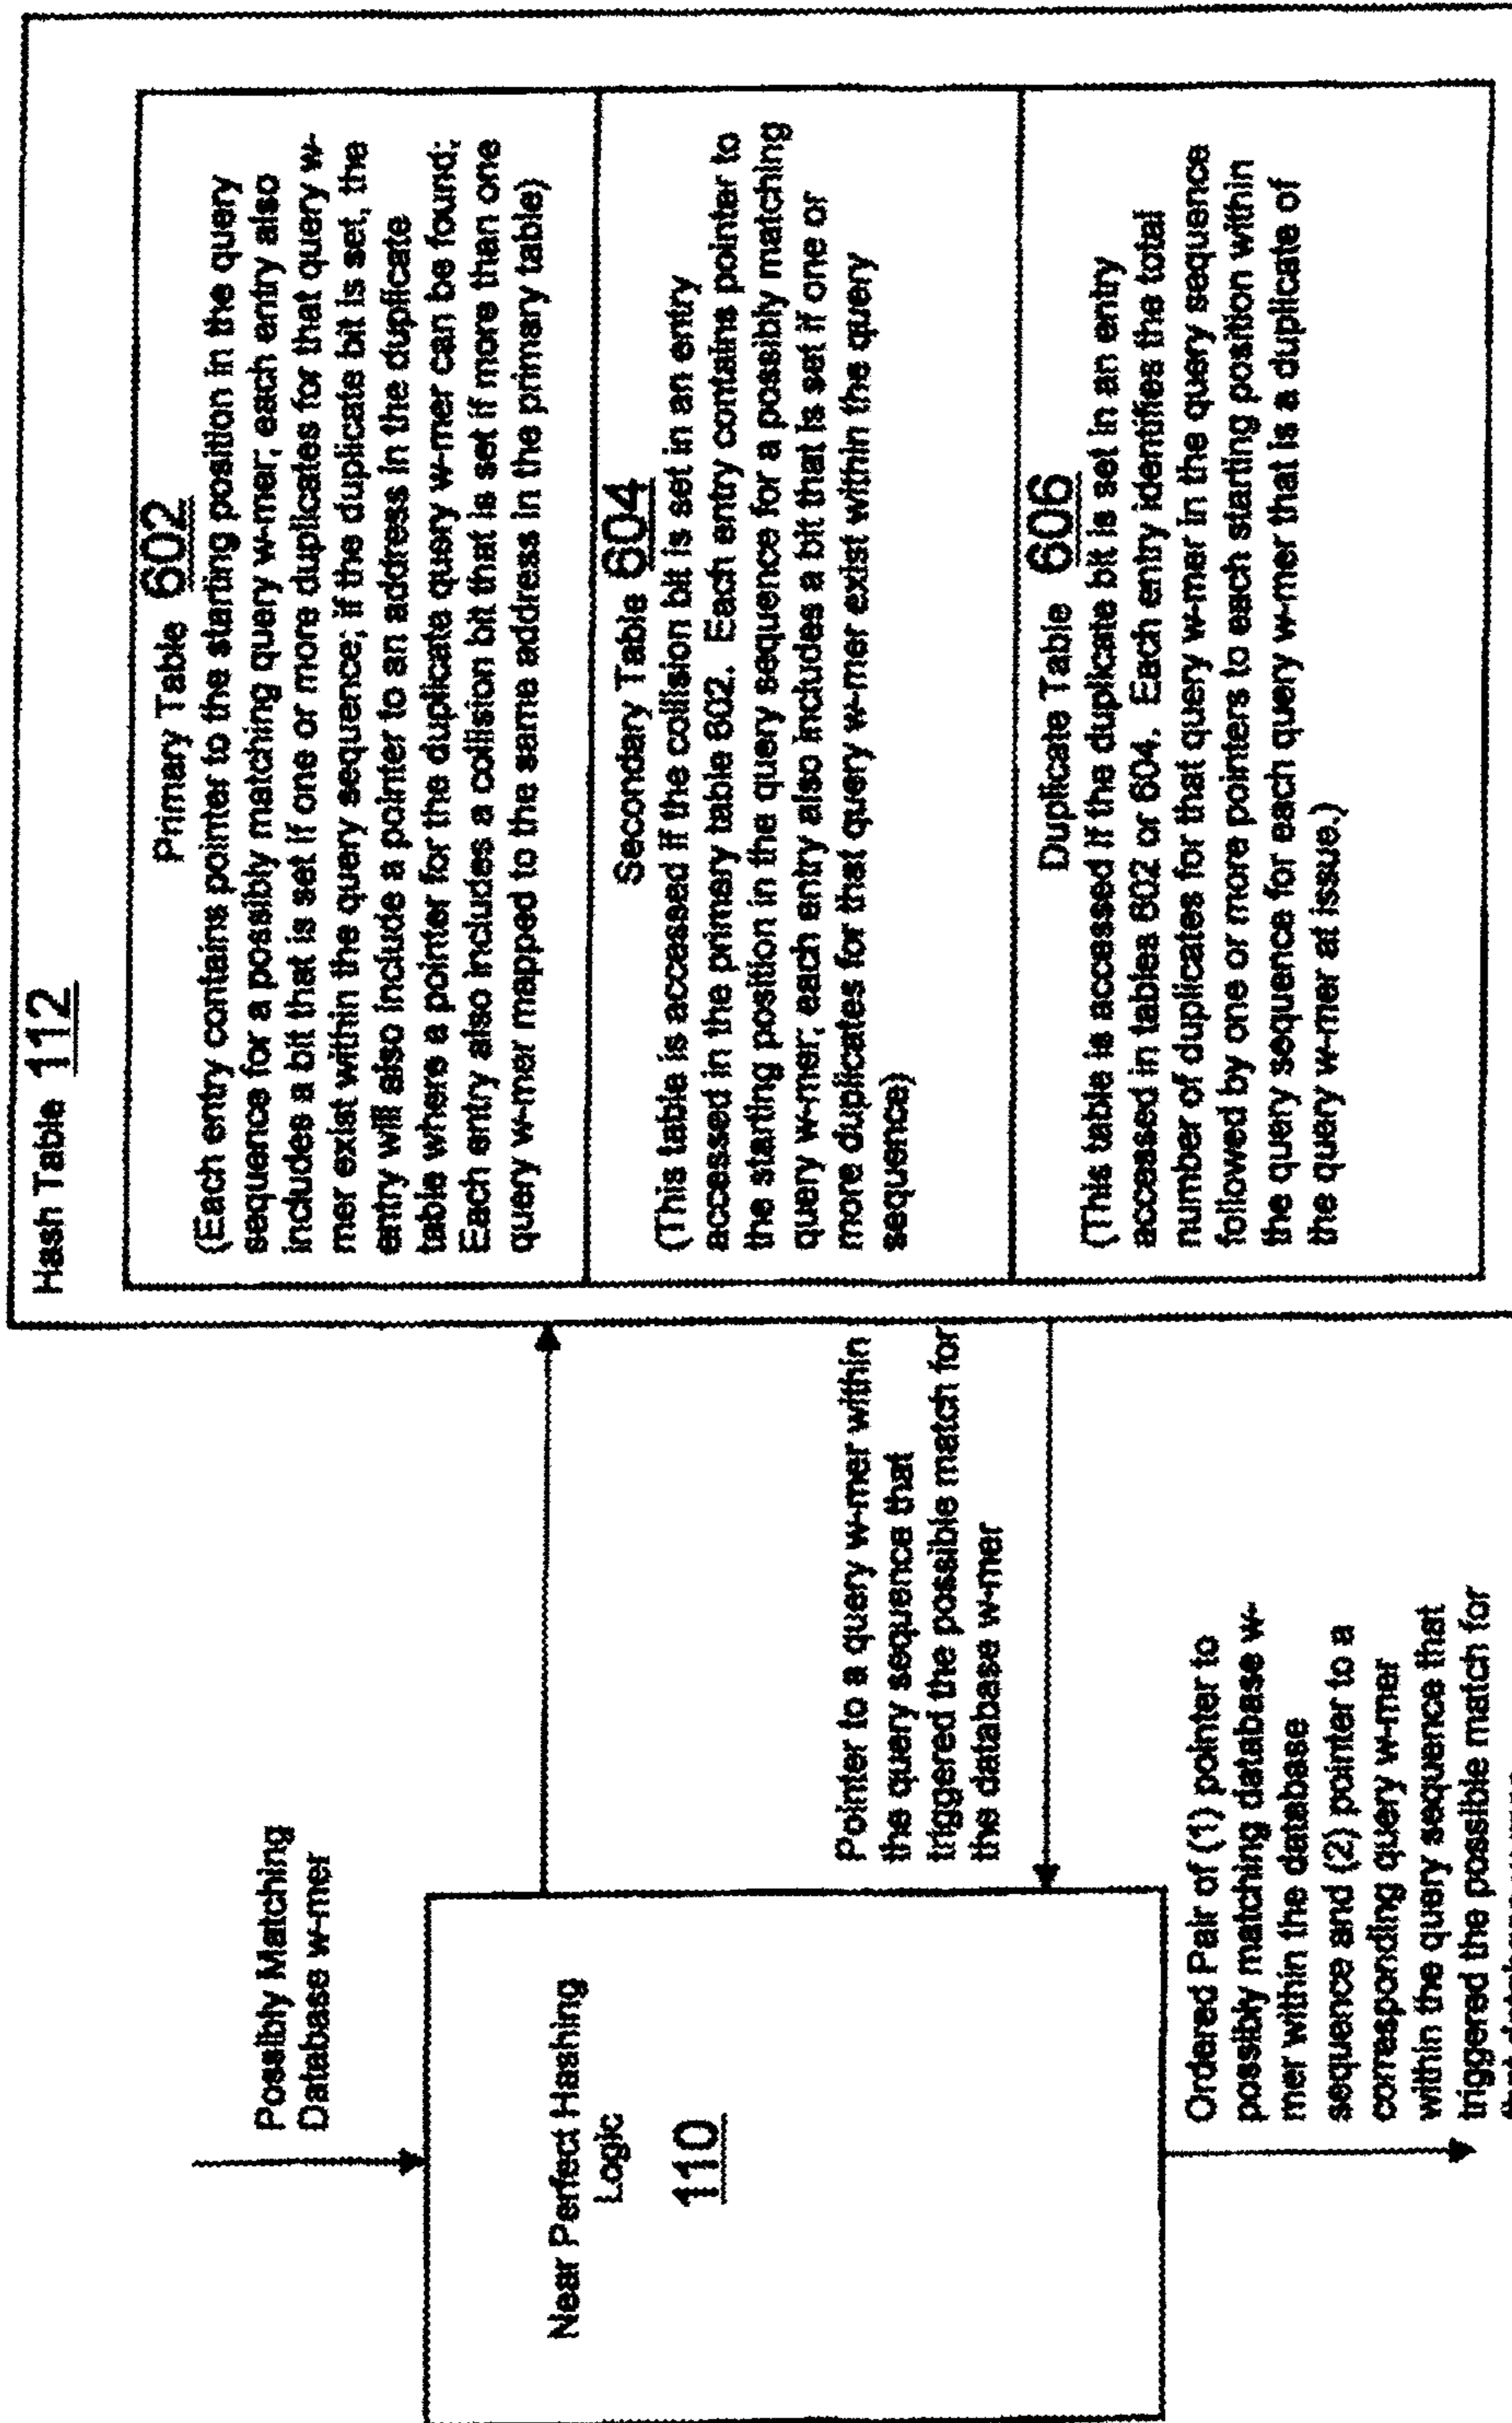 Hash Table 112
Primary Table 602
(Each entry contains pointer to the starting position in the query
sequence for a possibly matching query w-mer; each entry also
includes a bit that is set if one or more duplicates for that query w-
mer exist within the query sequence; if the duplicate bit is set, the
entry will also include a pointer to an address in the duplicate
table where a pointer for the duplicate query w-mer can be found;
Each entry also includes a collision bit that is set if more than one
query w-mer mapped to the same address in the primary table)
Secondary Table 604
(This table is accessed if the collision bit is set in an entry
accessed in the primary table 602. Each entry contains pointer to
the starting position in the query sequence for a possibly matching
query w-mer; each entry also includes a bit that is set if one or
more duplicates for that query w-mer exist within the query
sequence)
Duplicate Table 606
(This table is accessed if the duplicate bit is set in an entry
accessed in tables 602 or 604. Each entry identifies the total
number of duplicates for that query w-mer in the query sequence
followed by one or more pointers to each starting position within
the query sequence for each query w-mer that is a duplicate of
the query w-mer at issue.)
Possibly Matching
Database w-mer
Near Perfect Hashing
Logic
110
Pointer to a query w-mer within
the query sequence that
triggered the possible match for
the database w-mer
Ordered Pair of (1) pointer to
possibly matching database w-
mer within the database
sequence and (2) pointer to a
corresponding query w-mer
within the query sequence that
triggered the possible match for